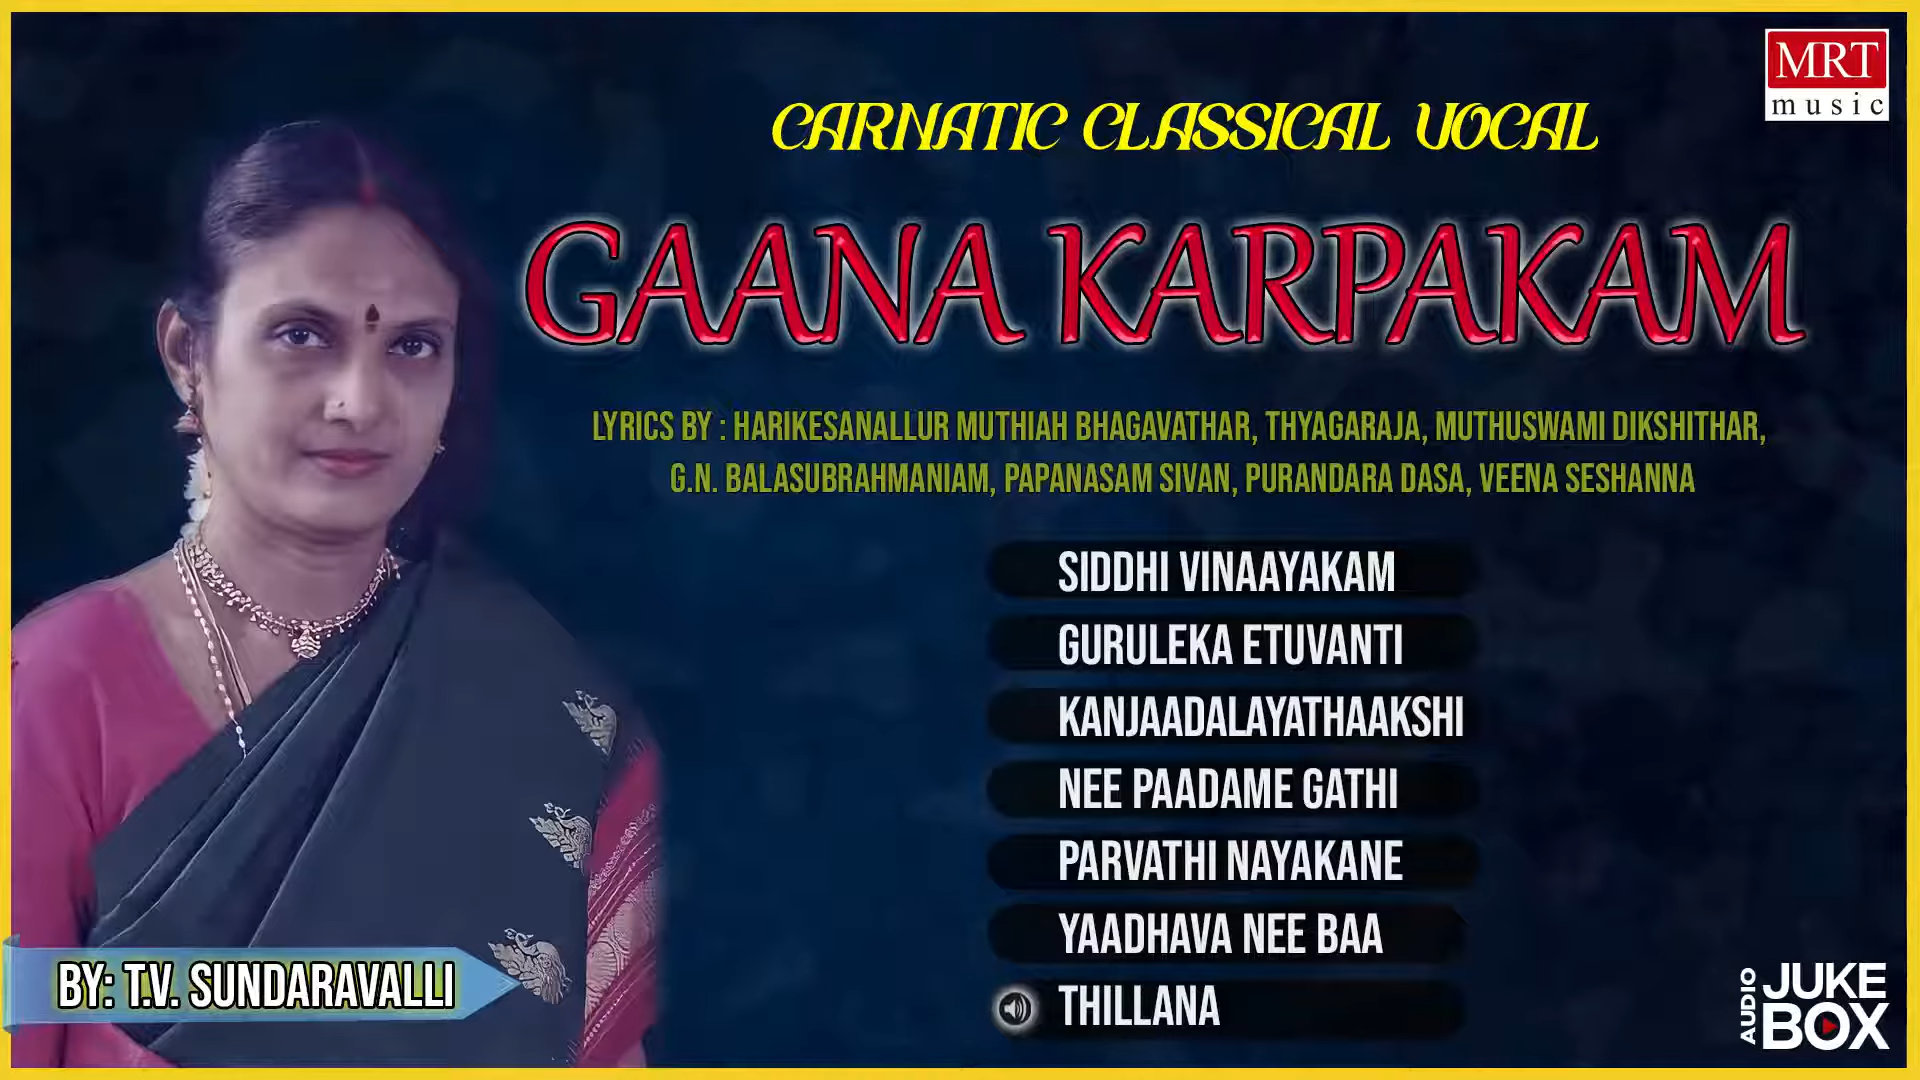 MRT
music
CARNATIC CLASSICAL VOCAL
GAANA KARPAKAM
LYRICS BY : HARIKESANALLUR MUTHIAH BHAGAVATHAR, THYAGARAJA, MUTHUSWAMI DIKSHITHAR,
G.N. BALASUBRAHMANIAM, PAPANASAM SIVAN, PURANDARA DASA, VEENA SESHANNA
SIDDHI VINAAYAKAM
GURULEKA ETUVANTI
KANJAADALAYATHAAKSHI
NEE PAADAME GATHI
PARVATHI NAYAKANE
YAADHAVA NEE BAA
THILLANA
BY: T.V. SUNDARAVALLI
AUDIO
JUKE
BOX